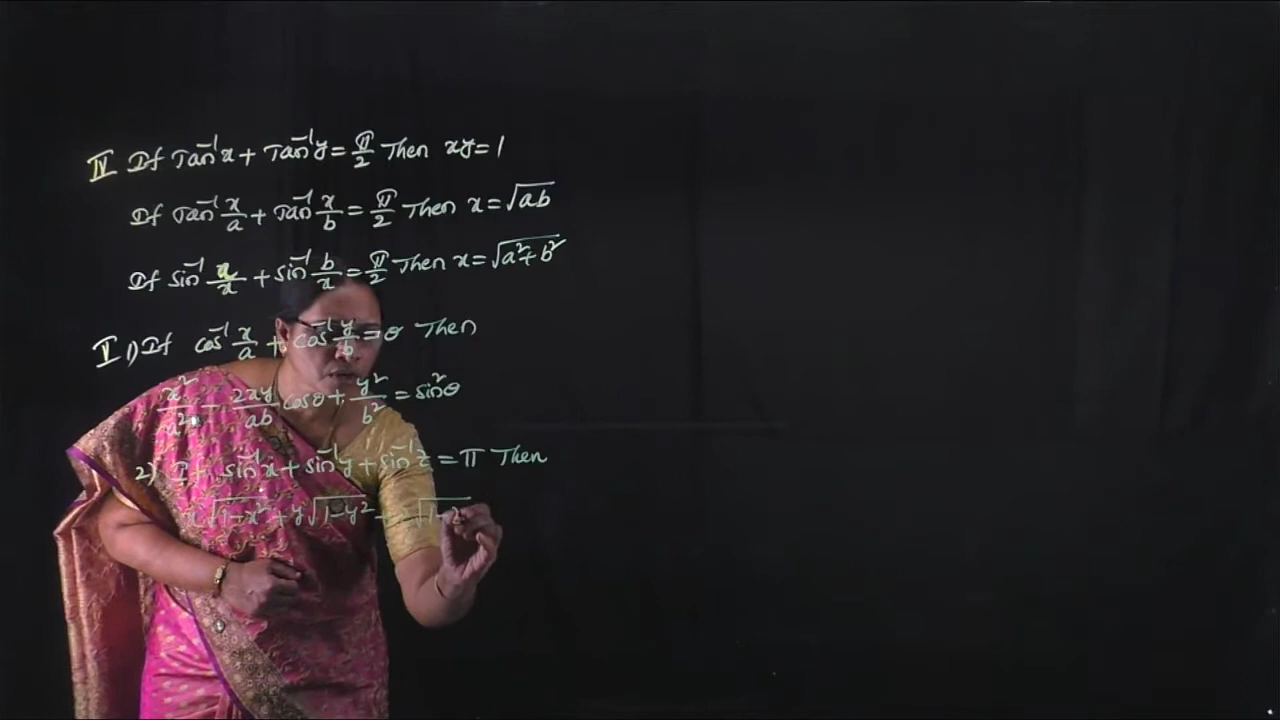 IV If Tan⁻¹x + Tan⁻¹y = π/2 Then xy = 1
If Tan⁻¹ x/a + Tan⁻¹ x/b = π/2 Then x = √ab
If sin⁻¹ a/x + sin⁻¹ b/x = π/2 Then x = √a²+b²
V 1) If cos⁻¹ x/a + cos⁻¹ y/b = θ Then
x²/a² - 2xy/ab cosθ + y²/b² = sin²θ
2) If sin⁻¹x + sin⁻¹y + sin⁻¹z = π Then
x√1-x² + y√1-y² + √1-